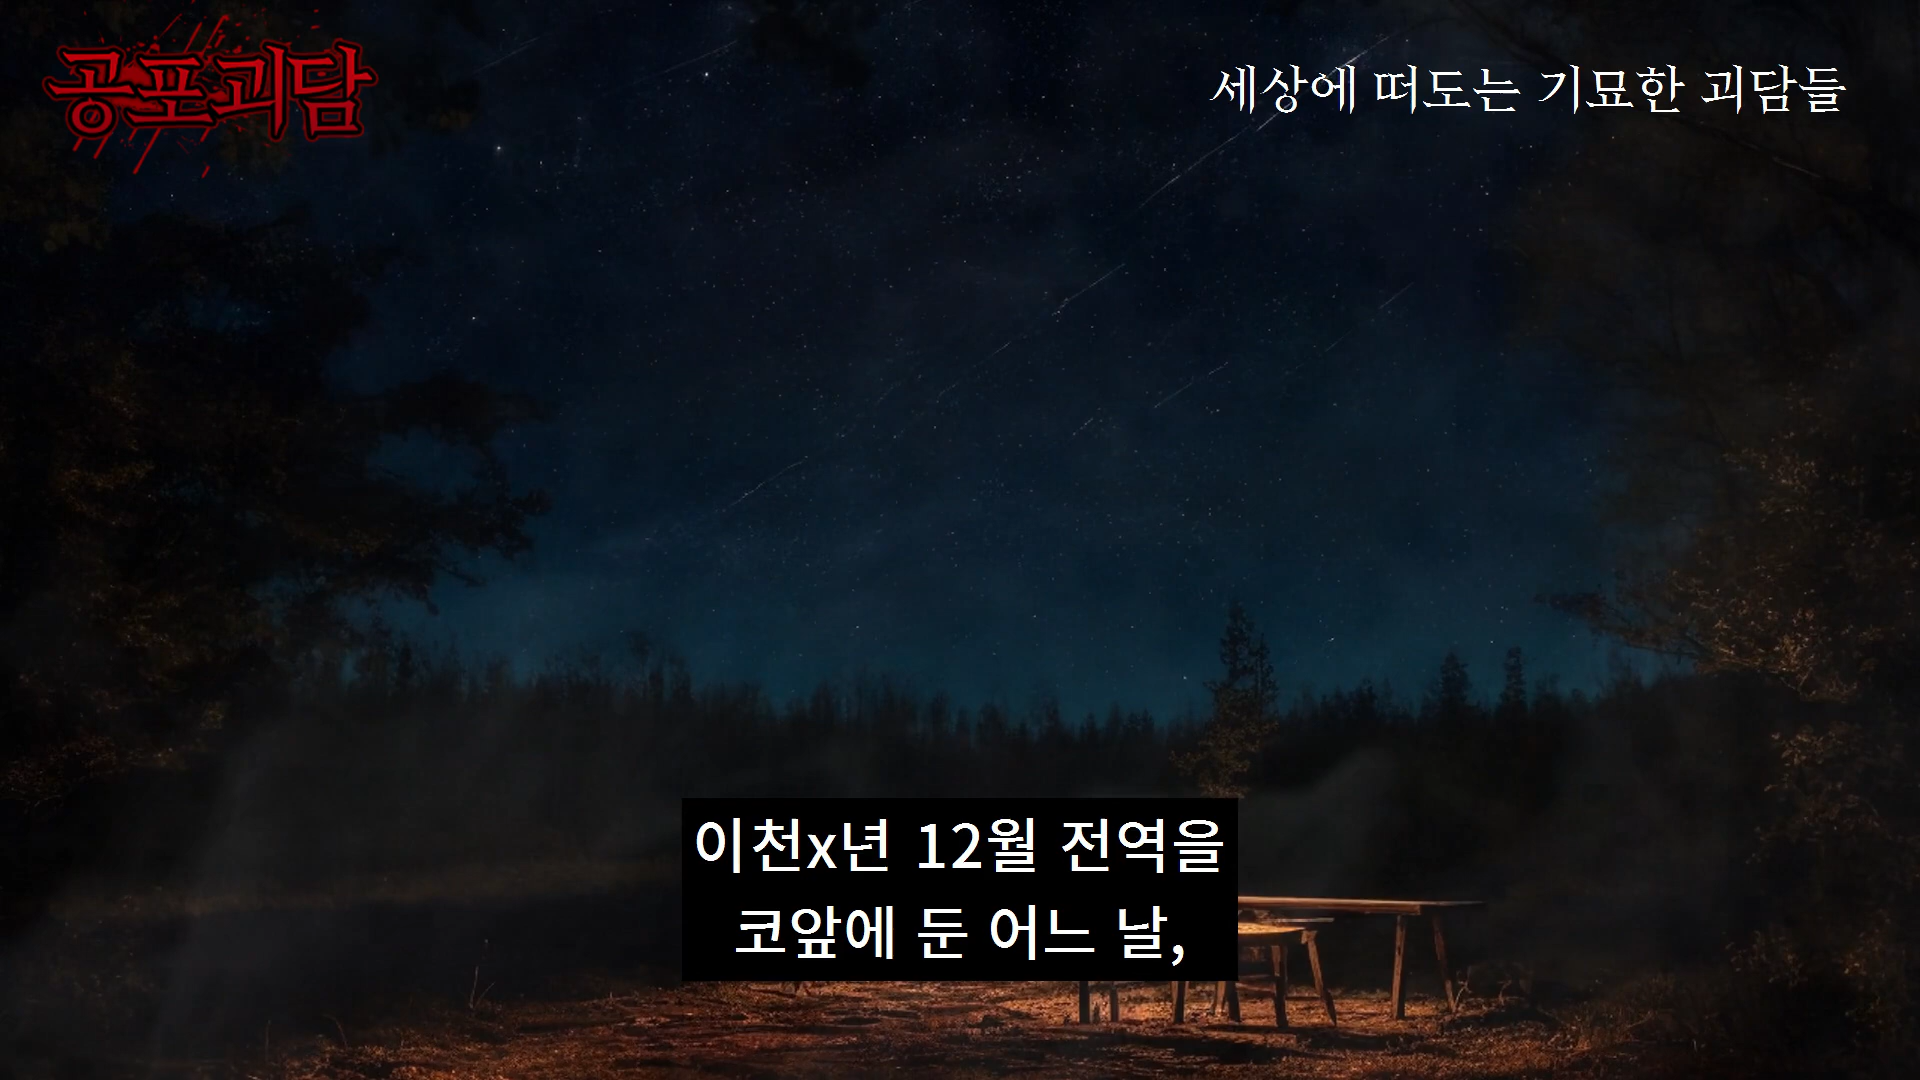 공포괴담
세상에 떠도는 기묘한 괴담들
이천x년 12월 전역을
코앞에 둔 어느 날,